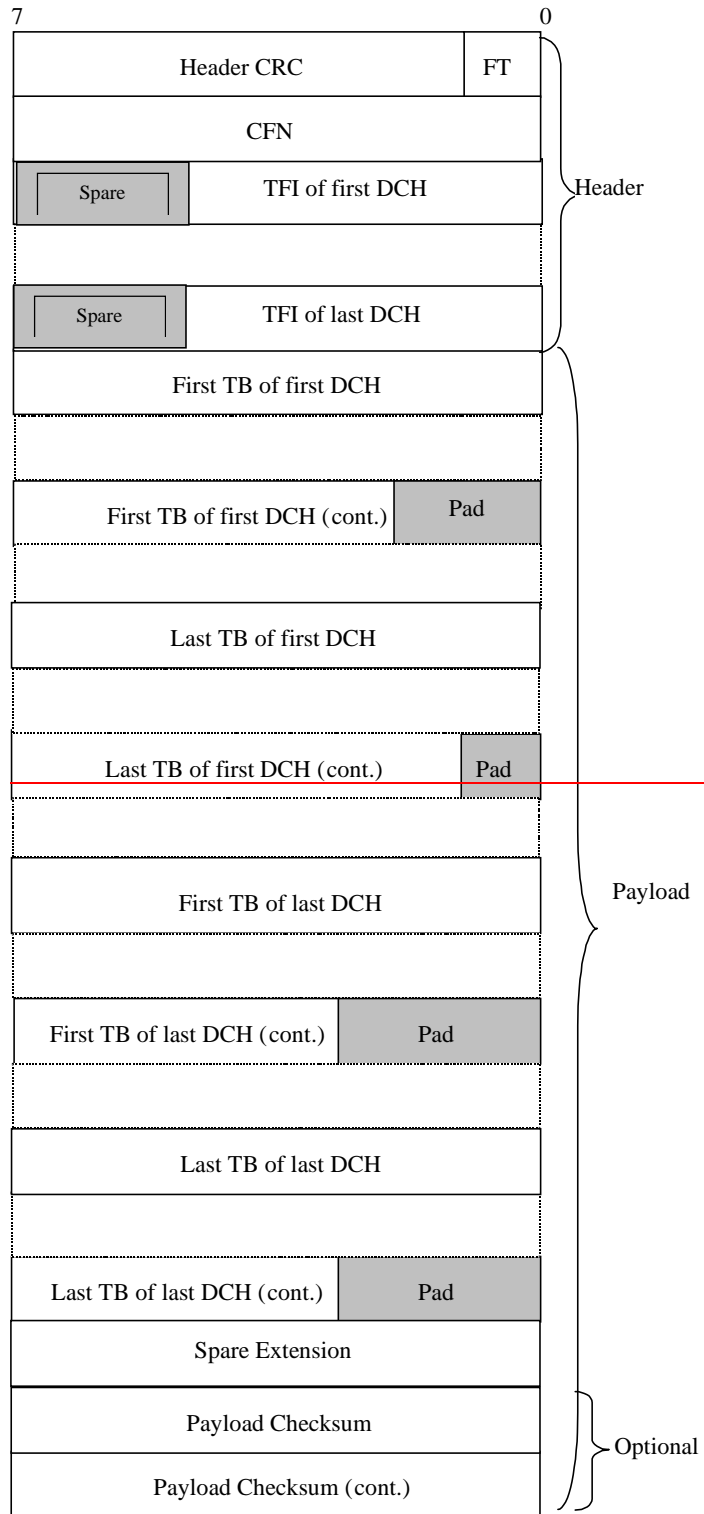 7 0
Header CRC FT
CFN
Spare TFI of first DCH
Header
Spare TFI of last DCH
First TB of first DCH
First TB of first DCH (cont.) Pad
Last TB of first DCH
Last TB of first DCH (cont.) Pad
First TB of last DCH
Payload
First TB of last DCH (cont.) Pad
Last TB of last DCH
Last TB of last DCH (cont.) Pad
Spare Extension
Payload Checksum
Optional
Payload Checksum (cont.)